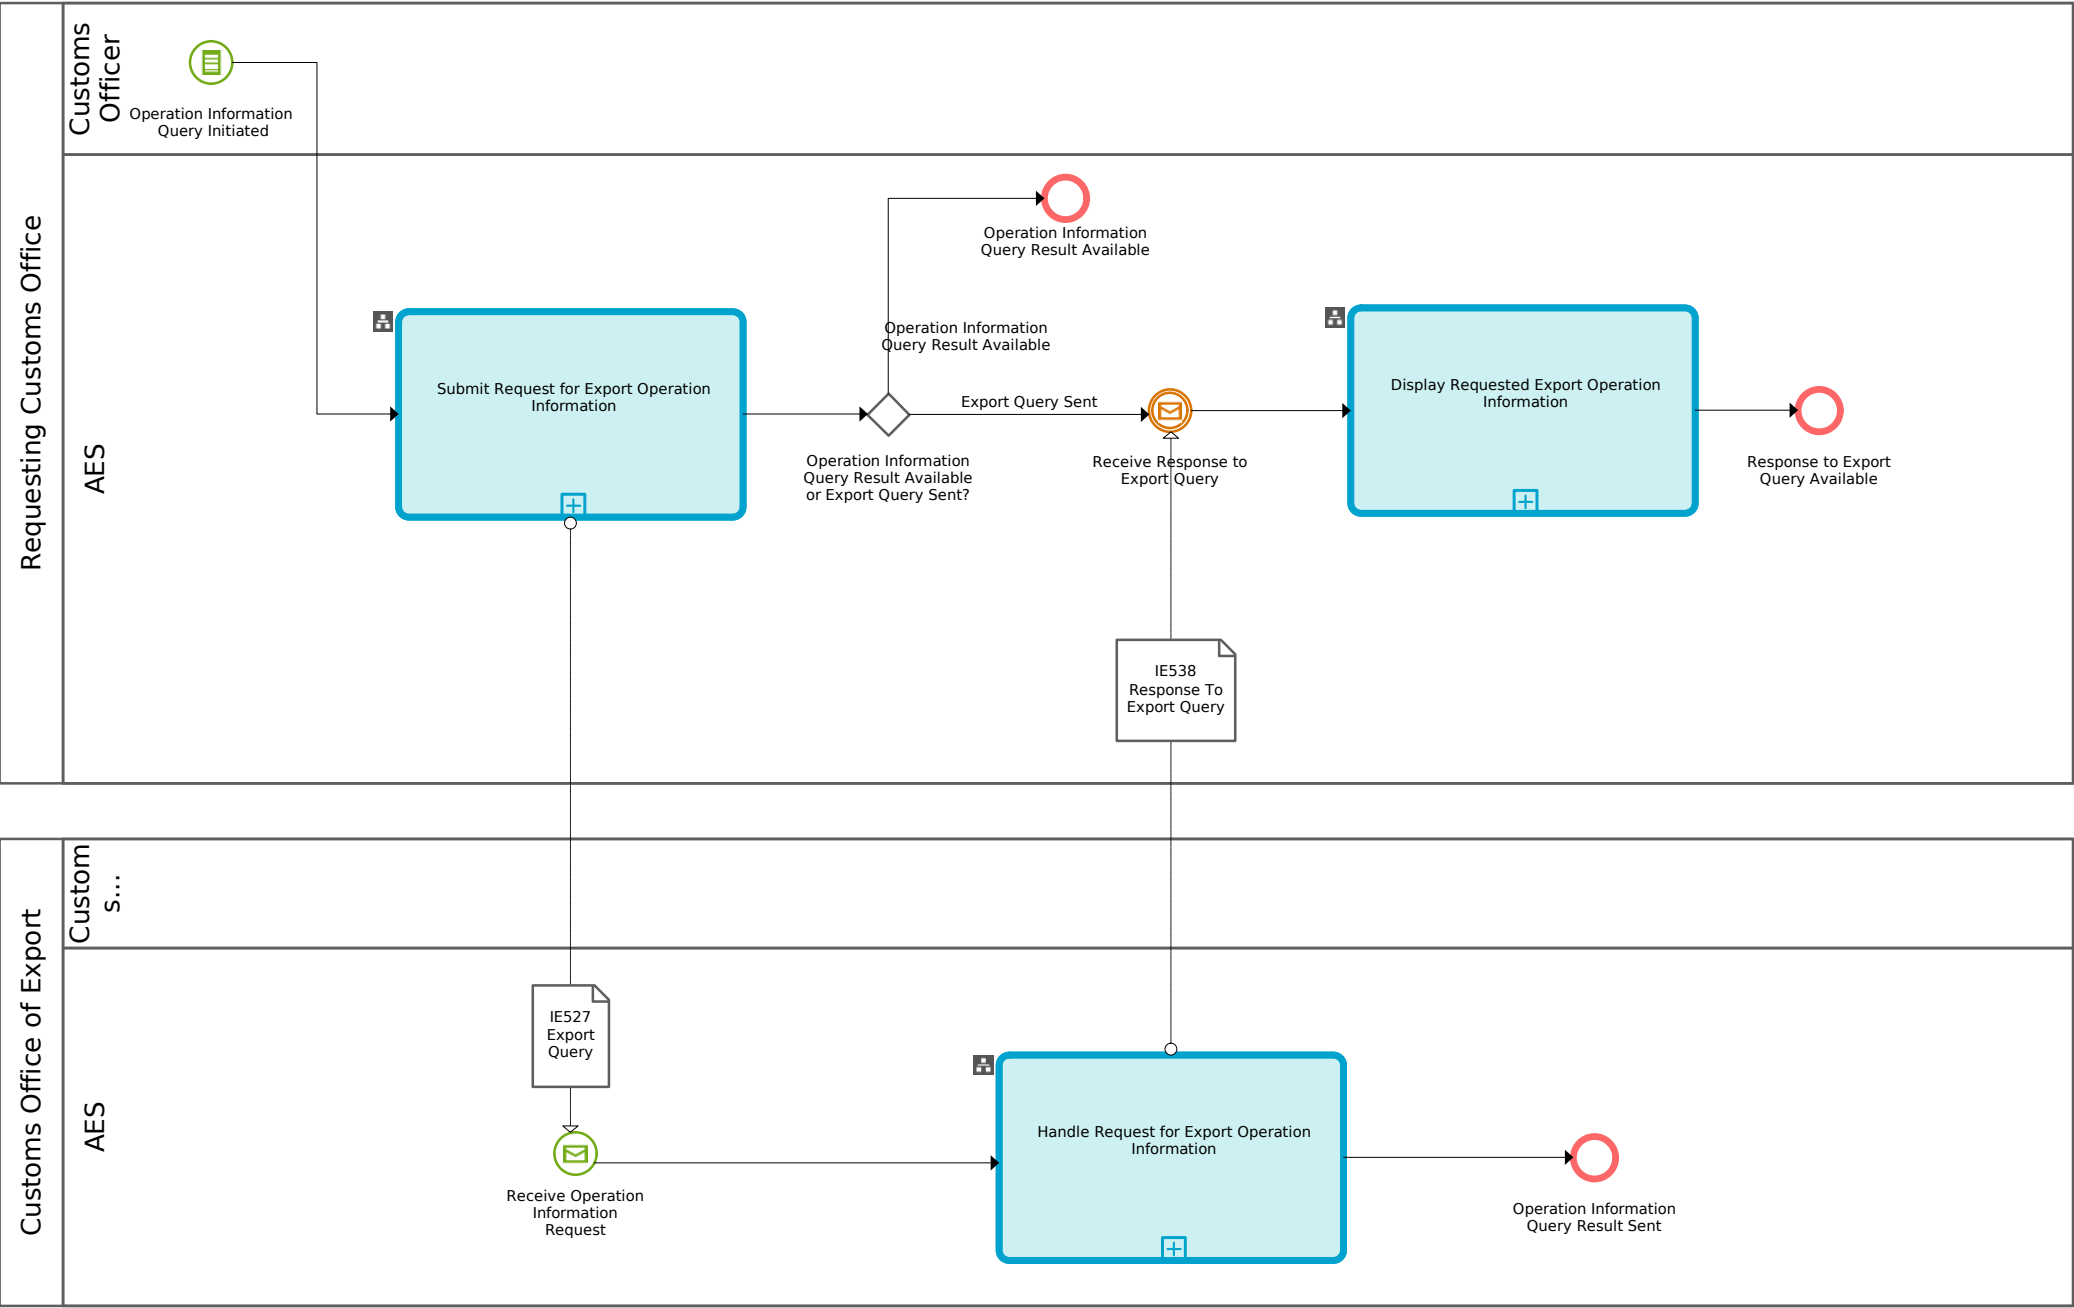 Requesting Customs Office
Customs
Officer
Operation Information
Query Initiated
AES
Operation Information
Query Result Available
Operation Information
Query Result Available
Submit Request for Export Operation
Information
Export Query Sent
Operation Information
Query Result Available
or Export Query Sent?
Receive Response to
Export Query
Display Requested Export Operation
Information
Response to Export
Query Available
IE538
Response To
Export Query
Customs Office of Export
Custom
s...
AES
IE527
Export
Query
Receive Operation
Information
Request
Handle Request for Export Operation
Information
Operation Information
Query Result Sent